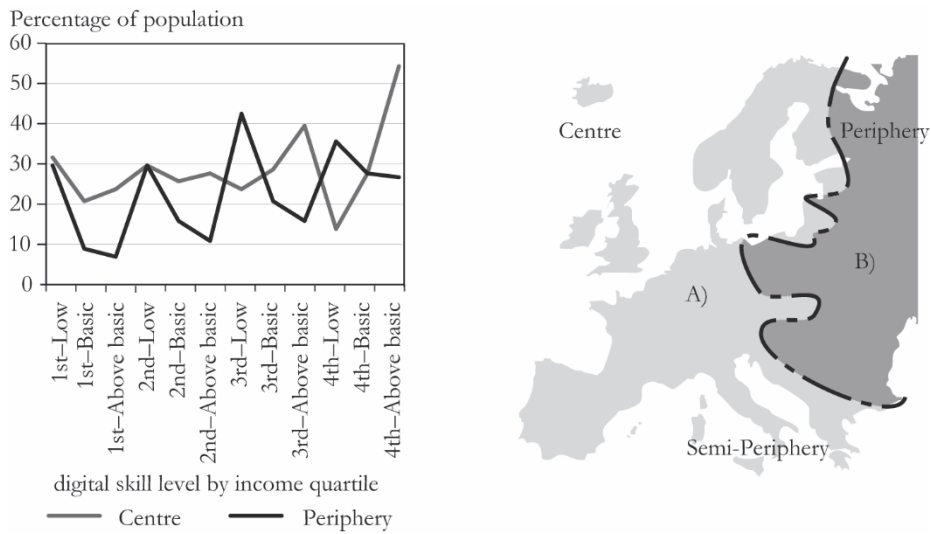 Percentage of population
60
50
40
30
20
10
0
1st–Low
1st–Basic
1st–Above basic
2nd–Low
2nd–Basic
2nd–Above basic
3rd–Low
3rd–Basic
3rd–Above basic
4th–Low
4th–Basic
4th–Above basic
digital skill level by income quartile
Centre
Periphery
Centre
Periphery
B)
A)
Semi-Periphery